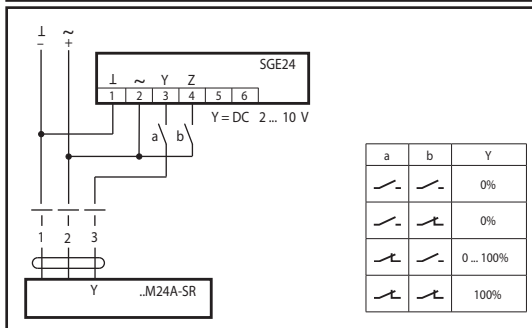 ⊥ ~
– +
SGE24
⊥ ~ Y Z
1 2 3 4 5 6
Y = DC 2 ... 10 V
a b
1 2 3
Y ..M24A-SR
a b Y
0%
0%
0 ... 100%
100%